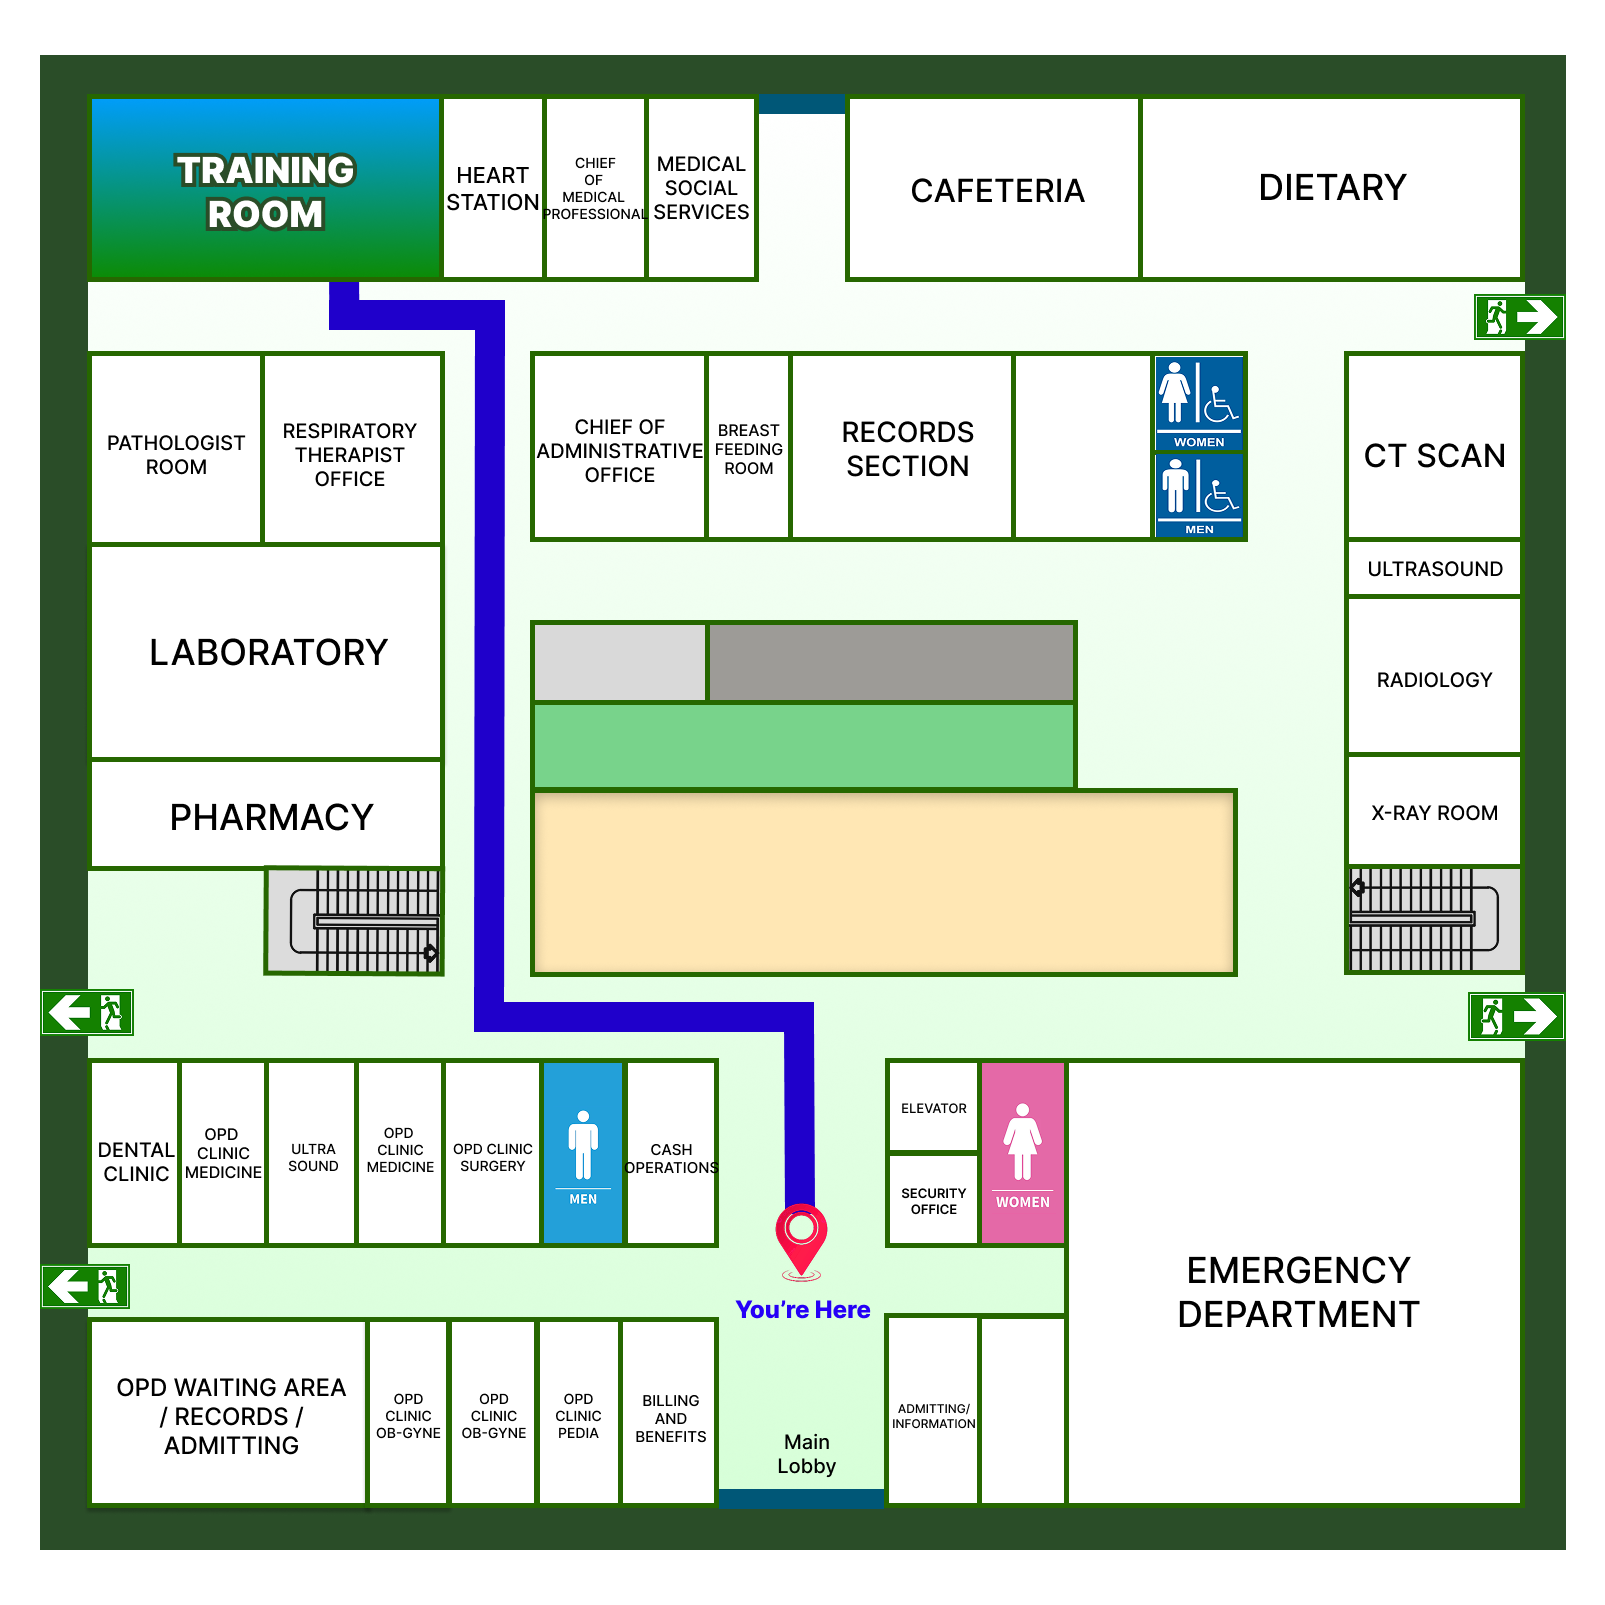 TRAINING
ROOM
HEART
STATION
CHIEF
OF
MEDICAL
PROFESSIONAL
MEDICAL
SOCIAL
SERVICES
CAFETERIA
DIETARY
PATHOLOGIST
ROOM
RESPIRATORY
THERAPIST
OFFICE
CHIEF OF
ADMINISTRATIVE
OFFICE
BREAST
FEEDING
ROOM
RECORDS
SECTION
WOMEN
MEN
CT SCAN
ULTRASOUND
LABORATORY
RADIOLOGY
PHARMACY
X-RAY ROOM
DENTAL
CLINIC
OPD
CLINIC
MEDICINE
ULTRA
SOUND
OPD
CLINIC
MEDICINE
OPD CLINIC
SURGERY
MEN
CASH
OPERATIONS
ELEVATOR
SECURITY
OFFICE
WOMEN
EMERGENCY
DEPARTMENT
You're Here
OPD WAITING AREA
/ RECORDS /
ADMITTING
OPD
CLINIC
OB-GYNE
OPD
CLINIC
OB-GYNE
OPD
CLINIC
PEDIA
BILLING
AND
BENEFITS
Main
Lobby
ADMITTING/
INFORMATION